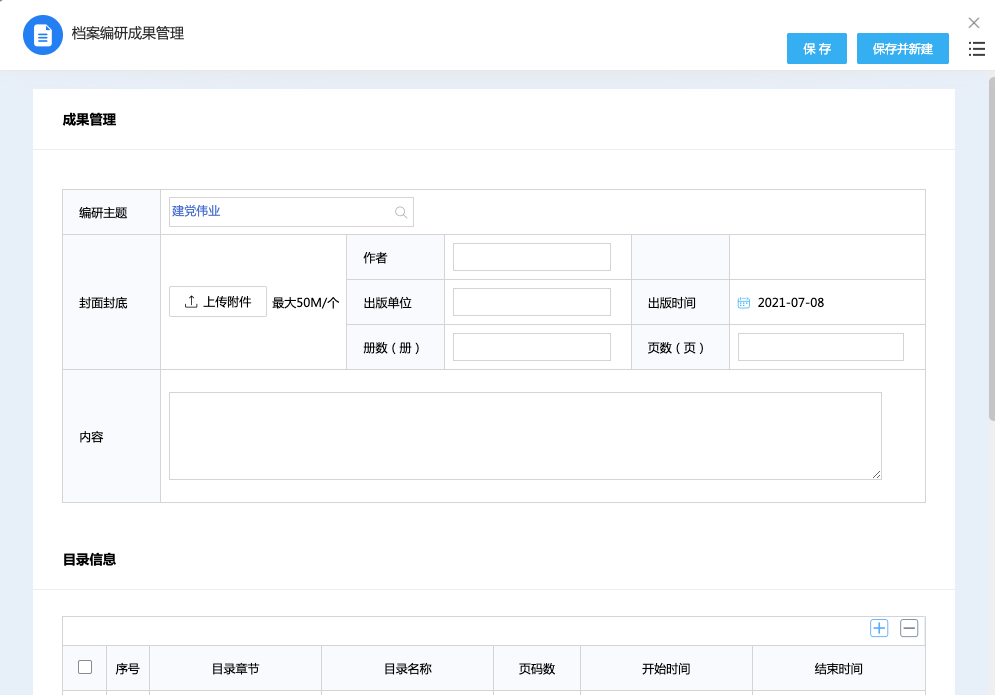 档案编研成果管理
保 存
保存并新建
成果管理
编研主题
建党伟业
封面封底
上传附件
最大50M/个
作者
出版单位
出版时间
2021-07-08
册数（册）
页数（页）
内容
目录信息
序号
目录章节
目录名称
页码数
开始时间
结束时间